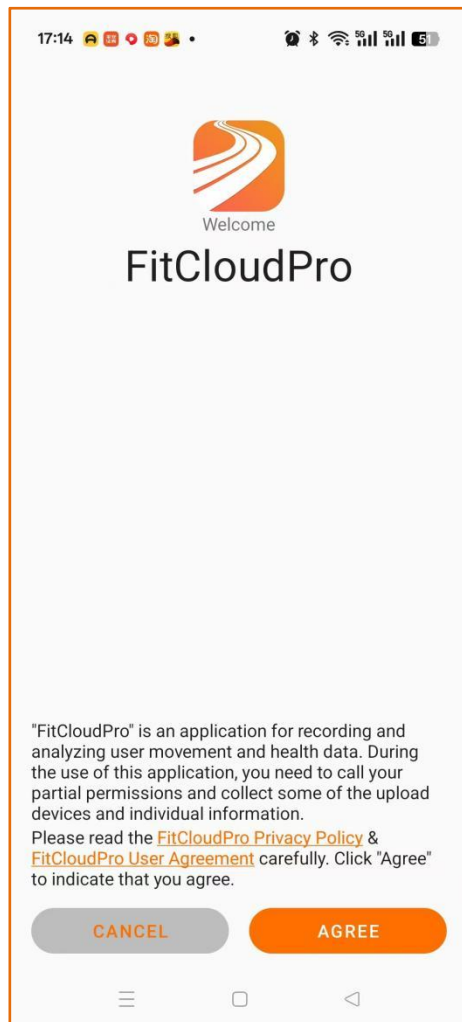 17:14
5G 5G 51
Welcome
FitCloudPro
"FitCloudPro" is an application for recording and
analyzing user movement and health data. During
the use of this application, you need to call your
partial permissions and collect some of the upload
devices and individual information.
Please read the FitCloudPro Privacy Policy &
FitCloudPro User Agreement carefully. Click "Agree"
to indicate that you agree.
CANCEL AGREE